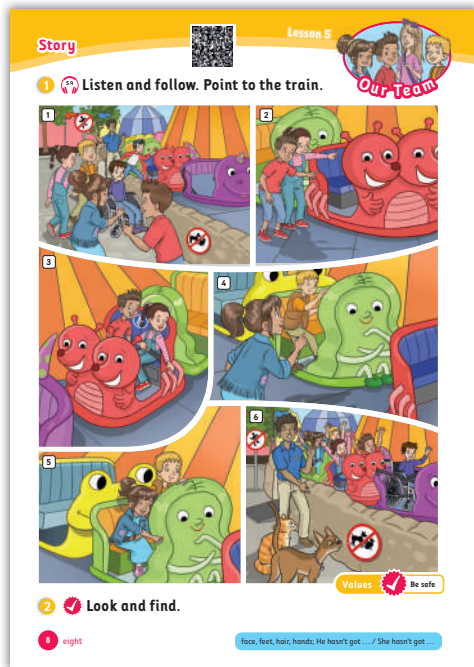 Story
Lesson 5
Our Team
1 5.9 Listen and follow. Point to the train.
1
2
3
4
5
6
Values Be safe
2 Look and find.
8 eight
face, feet, hair, hands; He hasn't got ... / She hasn't got ...